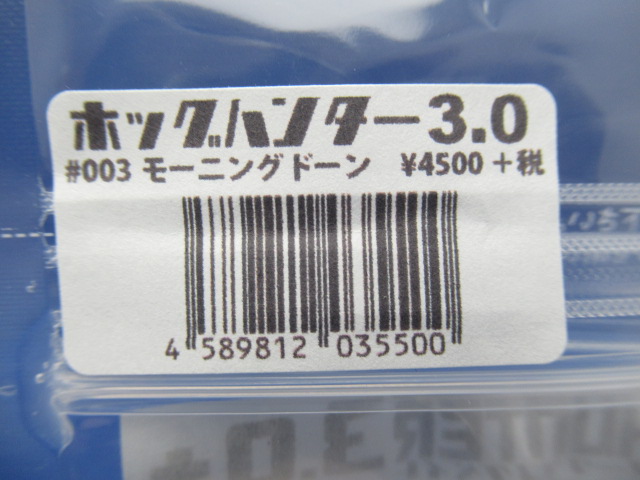 ホッグハンター3.0
#003 モーニングドーン ¥4500 +税
4 589812 035500